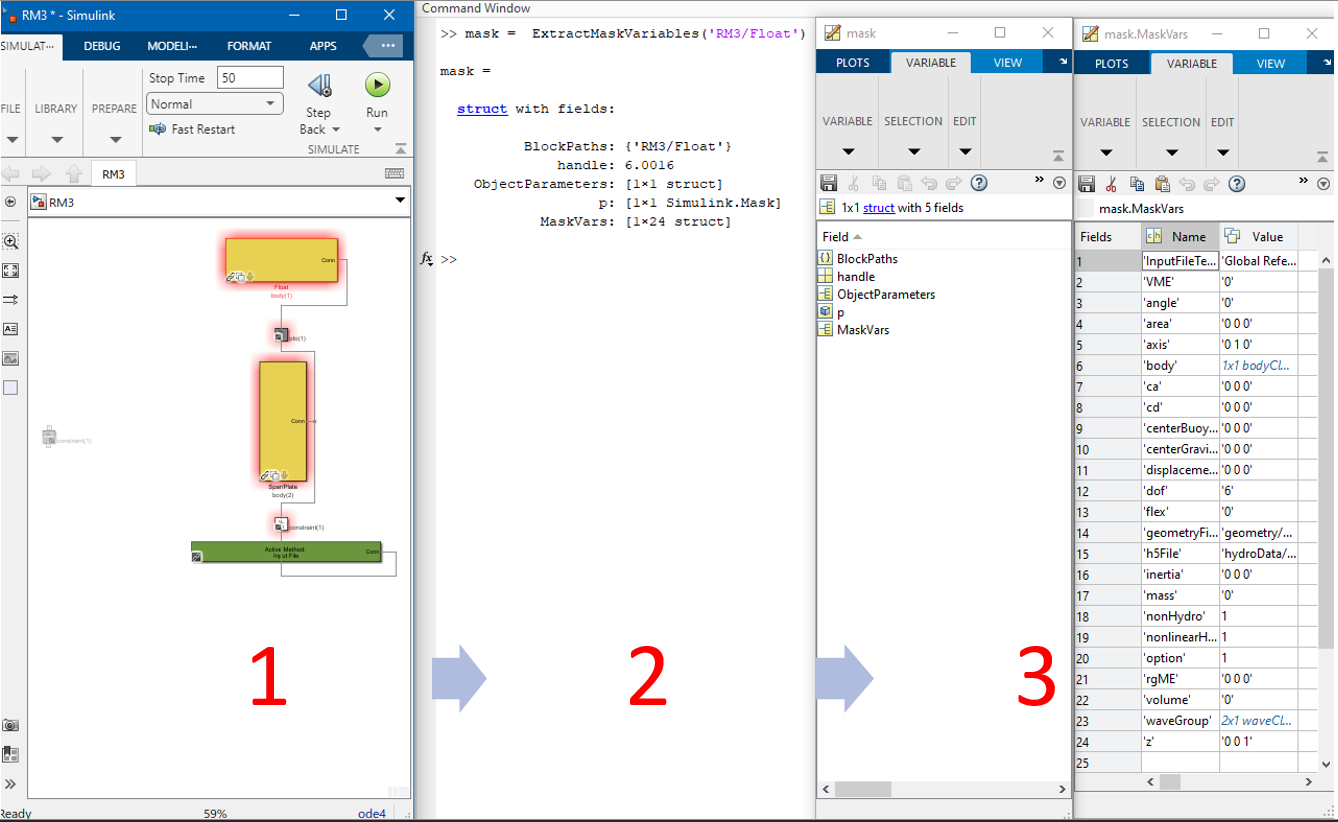 RM3 * - Simulink
SIMULAT···
DEBUG
MODELI···
FORMAT
APPS
FILE
LIBRARY
PREPARE
Stop Time 50
Normal
Fast Restart
Step
Back
Run
SIMULATE
RM3
RM3
Conn
Float
body(1)
Conn
constraint(1)
Spar/Plate
body(2)
constraint(1)
Active Method:
Input File
Conn
1
Ready
59%
ode4
Command Window
>> mask =  ExtractMaskVariables('RM3/Float')
mask =
struct with fields:
BlockPaths: {'RM3/Float'}
handle: 6.0016
ObjectParameters: [1×1 struct]
p: [1×1 Simulink.Mask]
MaskVars: [1×24 struct]
fx >>
2
mask
PLOTS
VARIABLE
VIEW
VARIABLE
SELECTION
EDIT
1x1 struct with 5 fields
Field
BlockPaths
handle
ObjectParameters
p
MaskVars
3
mask.MaskVars
PLOTS
VARIABLE
VIEW
VARIABLE
SELECTION
EDIT
mask.MaskVars
Fields Name Value
1 'InputFileTe... 'Global Refe...
2 'VME' '0'
3 'angle' '0'
4 'area' '0 0 0'
5 'axis' '0 1 0'
6 'body' 1x1 bodyCl...
7 'ca' '0 0 0'
8 'cd' '0 0 0'
9 'centerBuoy... '0 0 0'
10 'centerGravi... '0 0 0'
11 'displaceme... '0 0 0'
12 'dof' '6'
13 'flex' '0'
14 'geometryFi... 'geometry/...
15 'h5File' 'hydroData/...
16 'inertia' '0 0 0'
17 'mass' '0'
18 'nonHydro' 1
19 'nonlinearH... 1
20 'option' 1
21 'rgME' '0 0 0'
22 'volume' '0'
23 'waveGroup' 2x1 waveCl...
24 'z' '0 0 1'
25